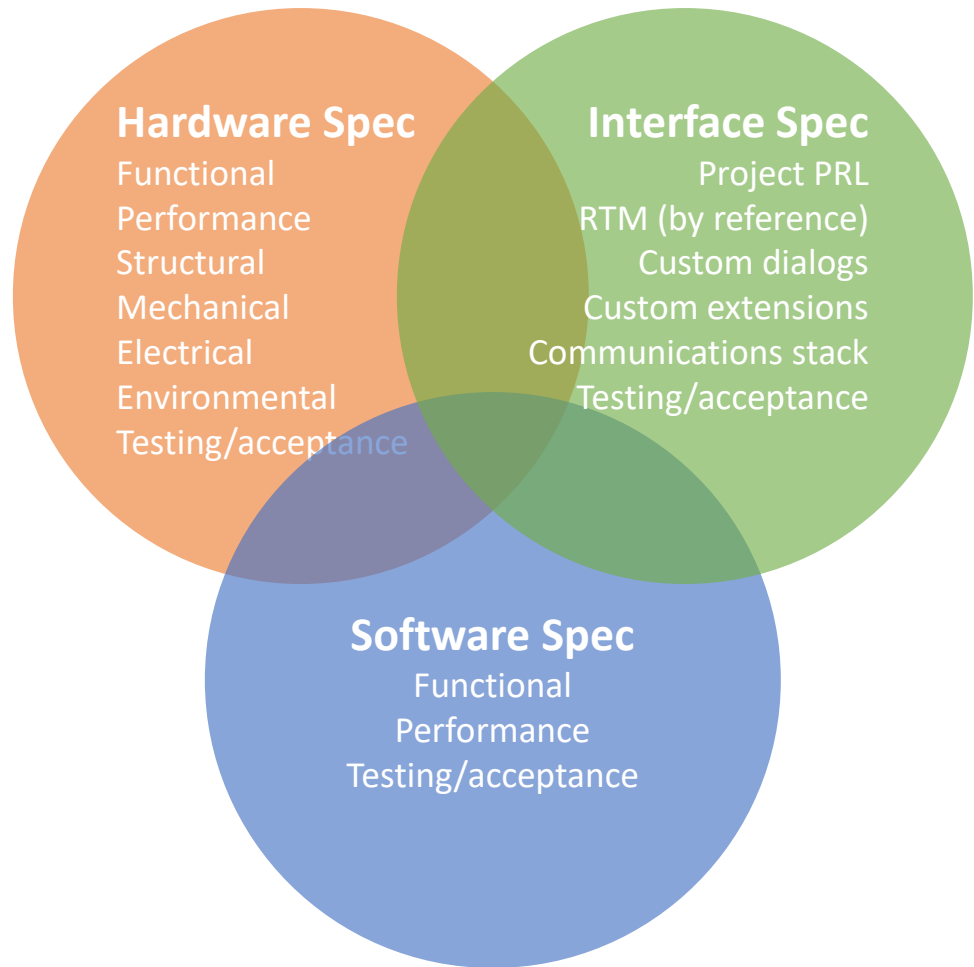 Hardware Spec
Functional
Performance
Structural
Mechanical
Electrical
Environmental
Testing/acceptance
Interface Spec
Project PRL
RTM (by reference)
Custom dialogs
Custom extensions
Communications stack
Testing/acceptance
Software Spec
Functional
Performance
Testing/acceptance